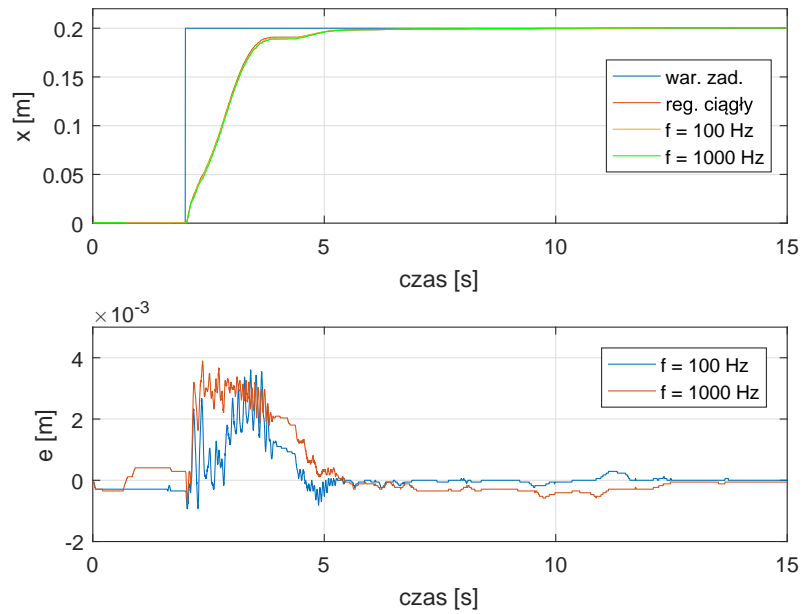 0.2
0.15
0.1
0.05
0
x [m]
war. zad.
reg. ciągły
f = 100 Hz
f = 1000 Hz
0 5 10 15
czas [s]
× 10⁻³
4
2
0
-2
e [m]
f = 100 Hz
f = 1000 Hz
0 5 10 15
czas [s]